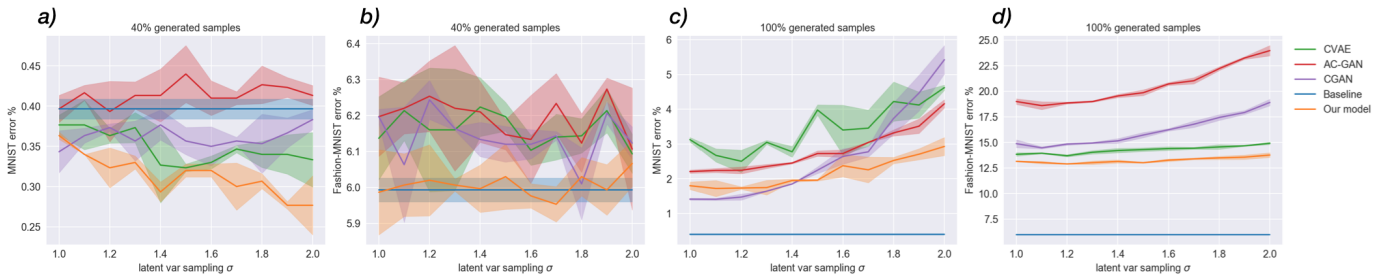 a)
40% generated samples
MNIST error %
0.45
0.40
0.35
0.30
0.25
1.0 1.2 1.4 1.6 1.8 2.0
latent var sampling σ
b)
40% generated samples
Fashion-MNIST error %
6.4
6.3
6.2
6.1
6.0
5.9
1.0 1.2 1.4 1.6 1.8 2.0
latent var sampling σ
c)
100% generated samples
MNIST error %
6
5
4
3
2
1
1.0 1.2 1.4 1.6 1.8 2.0
latent var sampling σ
d)
100% generated samples
Fashion-MNIST error %
25.0
22.5
20.0
17.5
15.0
12.5
10.0
7.5
1.0 1.2 1.4 1.6 1.8 2.0
latent var sampling σ
CVAE
AC-GAN
CGAN
Baseline
Our model